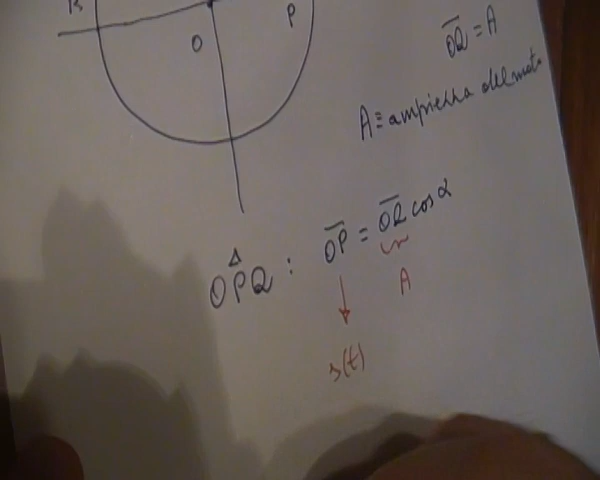 R
P
O
OQ = A
A = ampiezza del moto
OPQ : OP = OQ cos α
A
s(t)